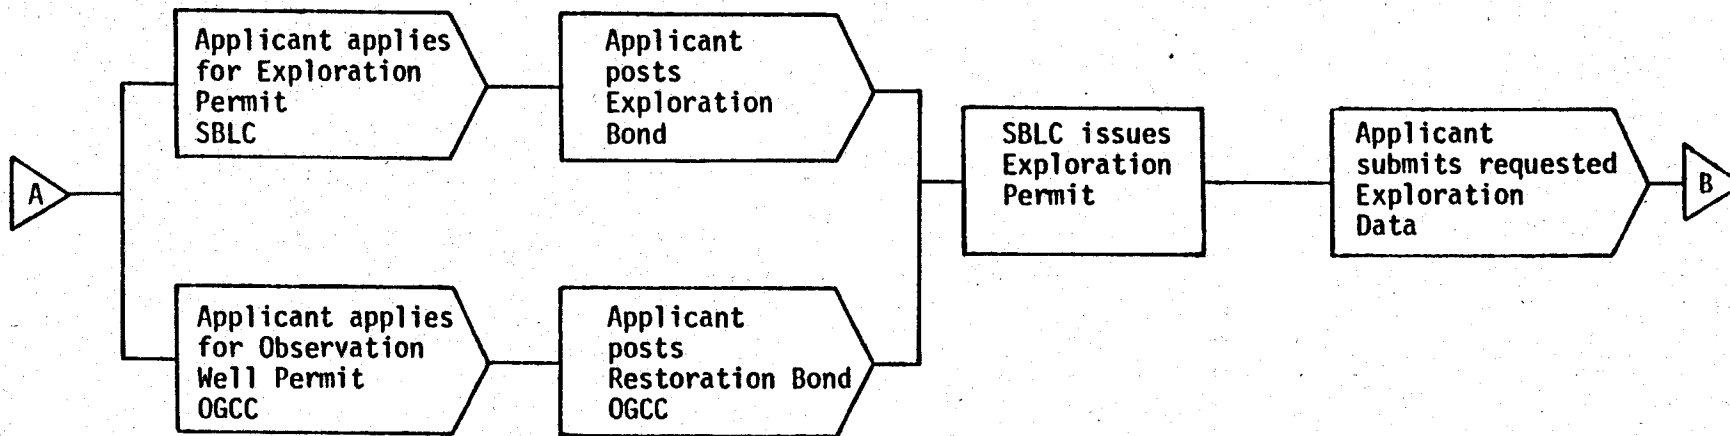 A
Applicant applies
for Exploration
Permit
SBLC
Applicant
posts
Exploration
Bond
Applicant applies
for Observation
Well Permit
OGCC
Applicant
posts
Restoration Bond
OGCC
SBLC issues
Exploration
Permit
Applicant
submits requested
Exploration
Data
B